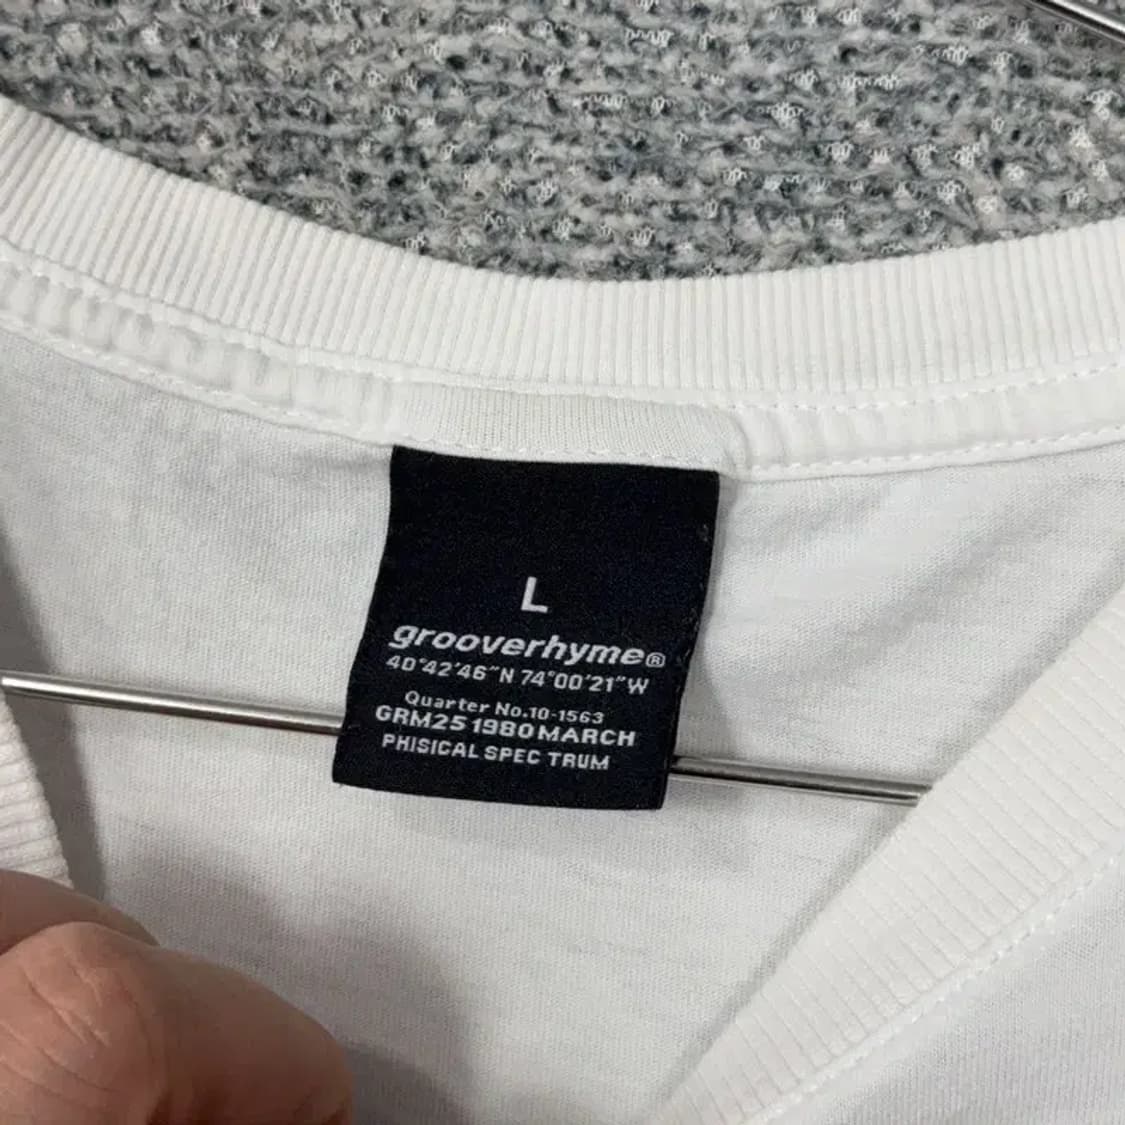 L
grooverhyme®
40°42'46"N 74°00'21"W
Quarter No.10-1563
GRM25 1980 MARCH
PHISICAL SPEC TRUM